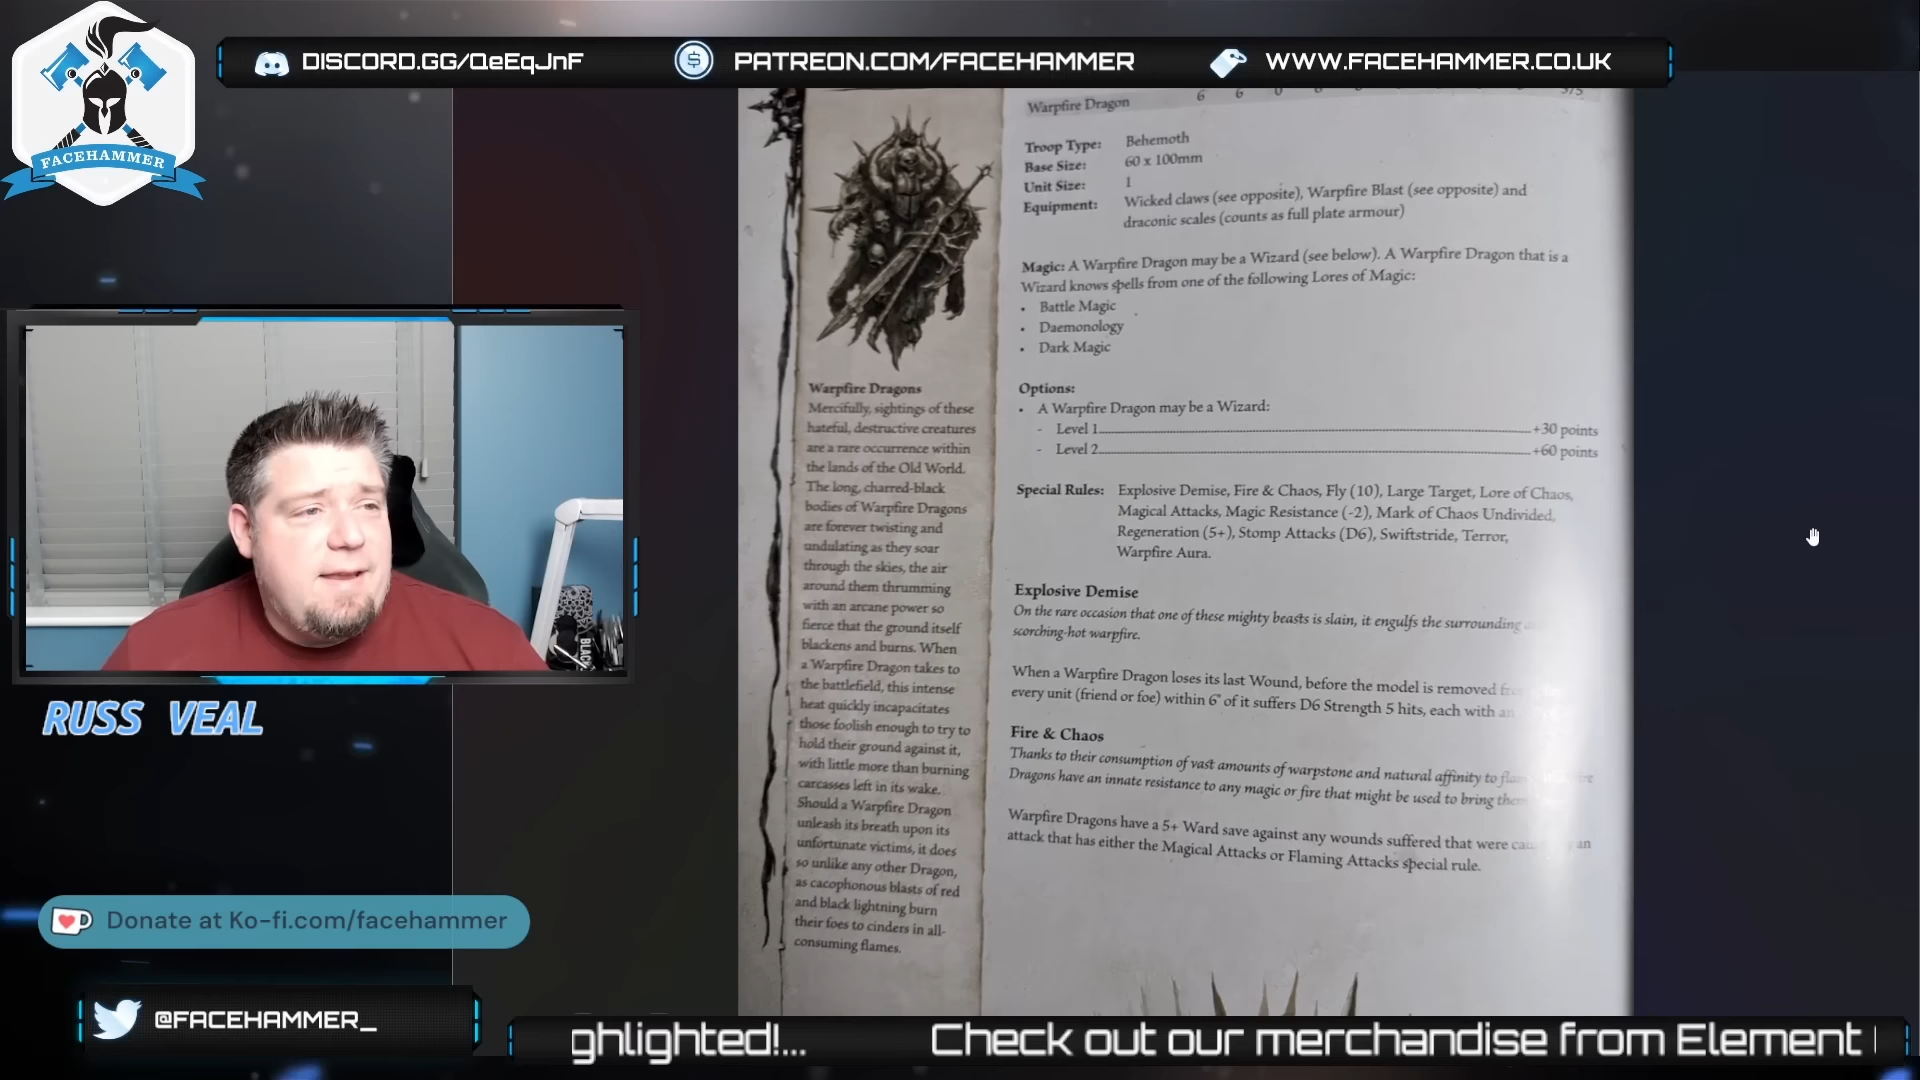 DISCORD.GG/QeEqJnF
PATREON.COM/FACEHAMMER
WWW.FACEHAMMER.CO.UK
FACEHAMMER
RUSS VEAL
Donate at Ko-fi.com/facehammer
@FACEHAMMER_
Warpfire Dragons
Mercifully, sightings of these
hateful, destructive creatures
are a rare occurrence within
the lands of the Old World.
The long, charred-black
bodies of Warpfire Dragons
are forever twisting and
undulating as they soar
through the skies, the air
around them thrumming
with an arcane power so
fierce that the ground itself
blackens and burns. When
a Warpfire Dragon takes to
the battlefield, this intense
heat quickly incapacitates
those foolish enough to try to
hold their ground against it,
with little more than burning
carcasses left in its wake.
Should a Warpfire Dragon
unleash its breath upon its
unfortunate victims, it does
so unlike any other Dragon,
as cacophonous blasts of red
and black lightning burn
their foes to cinders in all-
consuming flames.
Warpfire Dragon 6 6 0
Troop Type: Behemoth
Base Size: 60 x 100mm
Unit Size: 1
Equipment: Wicked claws (see opposite), Warpfire Blast (see opposite) and
draconic scales (counts as full plate armour)
Magic: A Warpfire Dragon may be a Wizard (see below). A Warpfire Dragon that is a
Wizard knows spells from one of the following Lores of Magic:
• Battle Magic
• Daemonology
• Dark Magic
Options:
• A Warpfire Dragon may be a Wizard:
- Level 1 +30 points
- Level 2 +60 points
Special Rules: Explosive Demise, Fire & Chaos, Fly (10), Large Target, Lore of Chaos,
Magical Attacks, Magic Resistance (-2), Mark of Chaos Undivided,
Regeneration (5+), Stomp Attacks (D6), Swiftstride, Terror,
Warpfire Aura.
Explosive Demise
On the rare occasion that one of these mighty beasts is slain, it engulfs the surrounding
scorching-hot warpfire.
When a Warpfire Dragon loses its last Wound, before the model is removed
every unit (friend or foe) within 6" of it suffers D6 Strength 5 hits, each with an
Fire & Chaos
Thanks to their consumption of vast amounts of warpstone and natural affinity to
Dragons have an innate resistance to any magic or fire that might be used to bring
Warpfire Dragons have a 5+ Ward save against any wounds suffered that were an
attack that has either the Magical Attacks or Flaming Attacks special rule.
ghlighted!... Check out our merchandise from Element